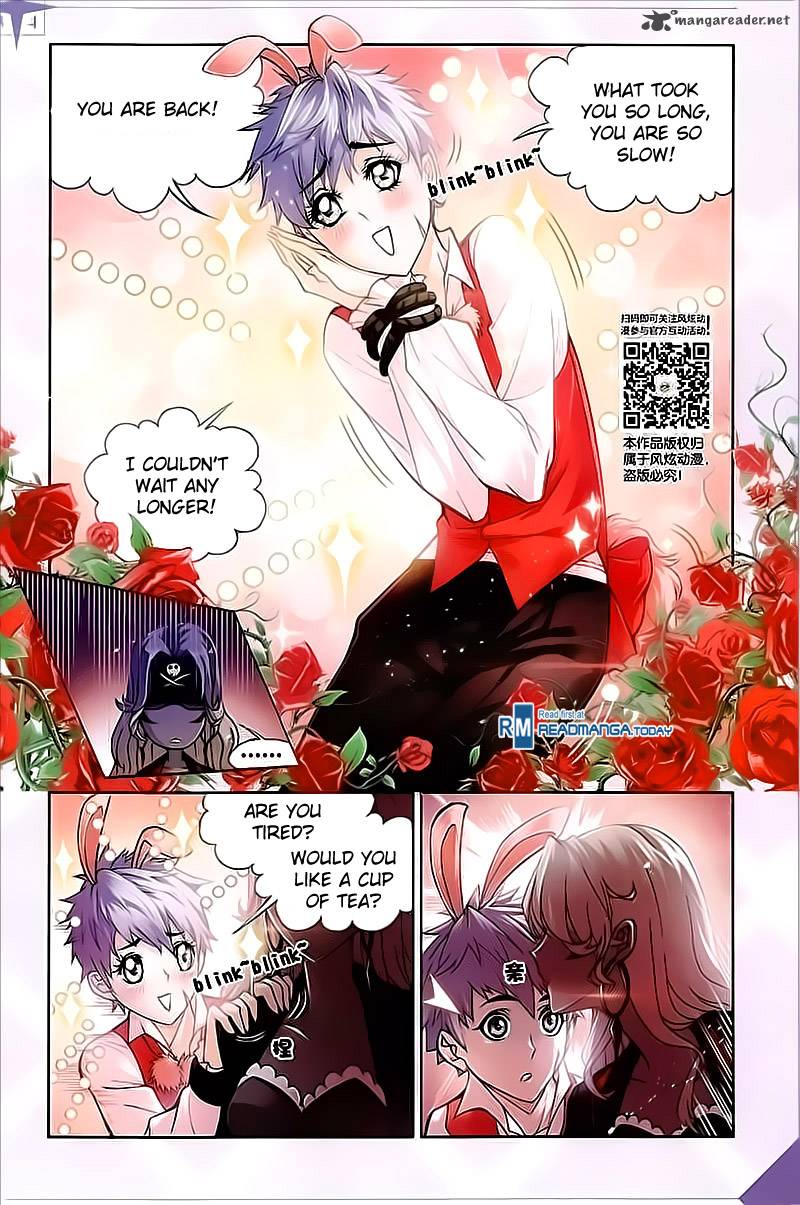 mangareader.net
YOU ARE BACK!
WHAT TOOK
YOU SO LONG,
YOU ARE SO
SLOW!
blink~blink~
扫码即可关注风炫动
漫参与官方互动活动!
本作品版权归
属于风炫动漫,
盗版必究!
I COULDN'T
WAIT ANY
LONGER!
......
RM Read first at
READMANGA.TODAY
ARE YOU
TIRED?
WOULD YOU
LIKE A CUP
OF TEA?
blink~blink~
捏
亲